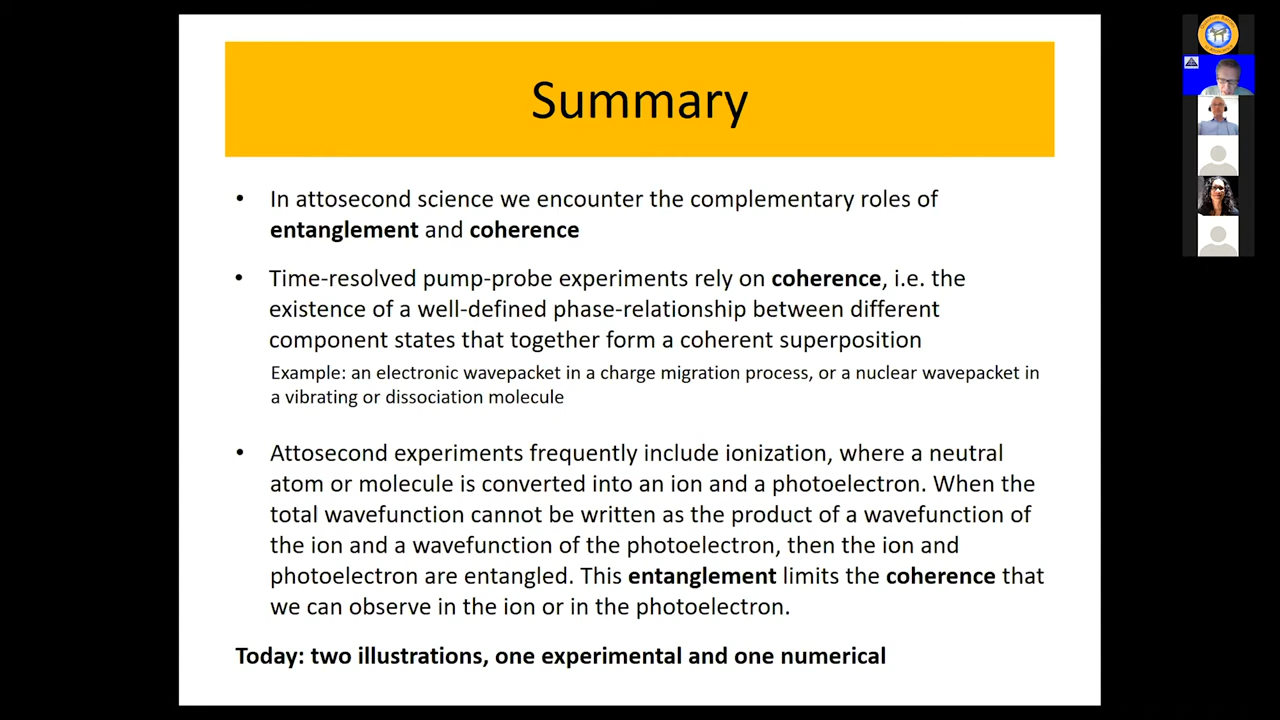 Summary
• In attosecond science we encounter the complementary roles of
entanglement and coherence
• Time-resolved pump-probe experiments rely on coherence, i.e. the
existence of a well-defined phase-relationship between different
component states that together form a coherent superposition
Example: an electronic wavepacket in a charge migration process, or a nuclear wavepacket in
a vibrating or dissociation molecule
• Attosecond experiments frequently include ionization, where a neutral
atom or molecule is converted into an ion and a photoelectron. When the
total wavefunction cannot be written as the product of a wavefunction of
the ion and a wavefunction of the photoelectron, then the ion and
photoelectron are entangled. This entanglement limits the coherence that
we can observe in the ion or in the photoelectron.
Today: two illustrations, one experimental and one numerical